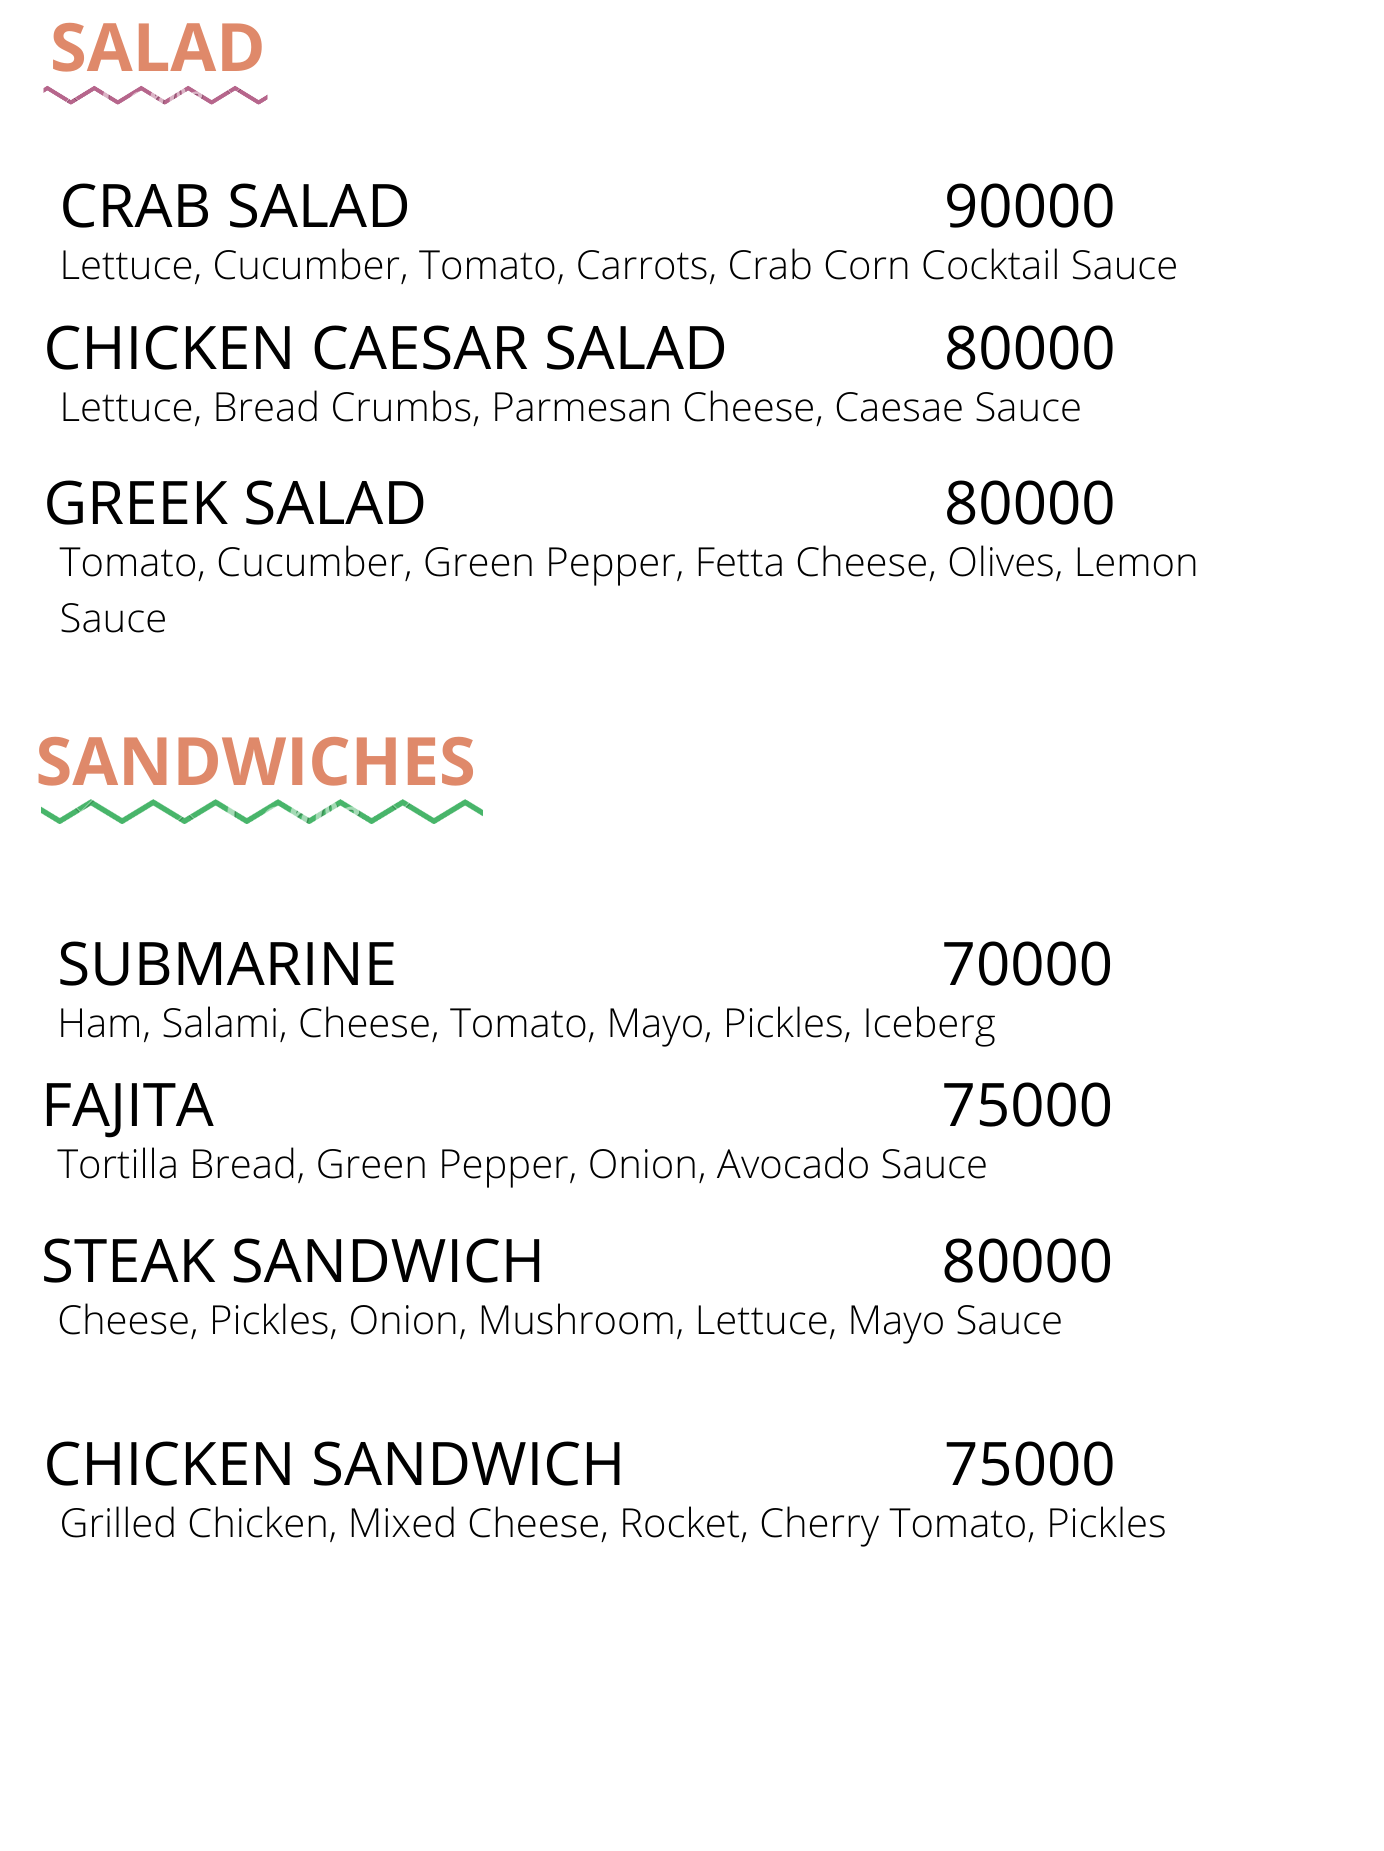 SALAD
CRAB SALAD 90000
Lettuce, Cucumber, Tomato, Carrots, Crab Corn Cocktail Sauce
CHICKEN CAESAR SALAD 80000
Lettuce, Bread Crumbs, Parmesan Cheese, Caesae Sauce
GREEK SALAD 80000
Tomato, Cucumber, Green Pepper, Fetta Cheese, Olives, Lemon
Sauce
SANDWICHES
SUBMARINE 70000
Ham, Salami, Cheese, Tomato, Mayo, Pickles, Iceberg
FAJITA 75000
Tortilla Bread, Green Pepper, Onion, Avocado Sauce
STEAK SANDWICH 80000
Cheese, Pickles, Onion, Mushroom, Lettuce, Mayo Sauce
CHICKEN SANDWICH 75000
Grilled Chicken, Mixed Cheese, Rocket, Cherry Tomato, Pickles